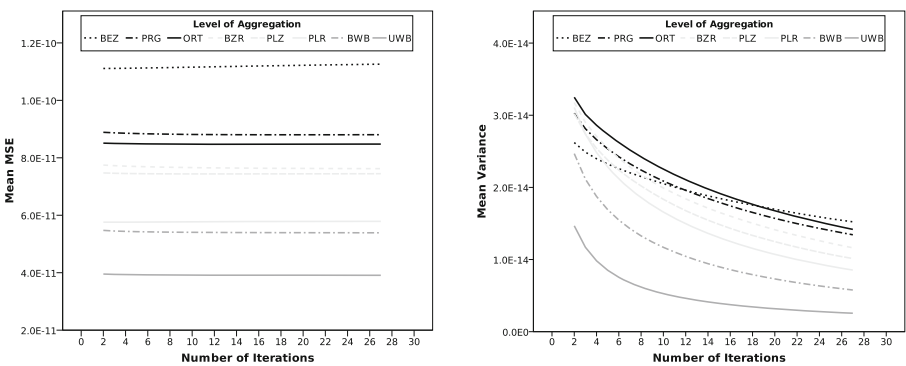 Level of Aggregation
BEZ PRG ORT BZR PLZ PLR BWB UWB
1.2E-10
1.0E-10
8.0E-11
6.0E-11
4.0E-11
2.0E-11
Mean MSE
0 2 4 6 8 10 12 14 16 18 20 22 24 26 28 30
Number of Iterations
Level of Aggregation
BEZ PRG ORT BZR PLZ PLR BWB UWB
4.0E-14
3.0E-14
2.0E-14
1.0E-14
0.0E0
Mean Variance
0 2 4 6 8 10 12 14 16 18 20 22 24 26 28 30
Number of Iterations